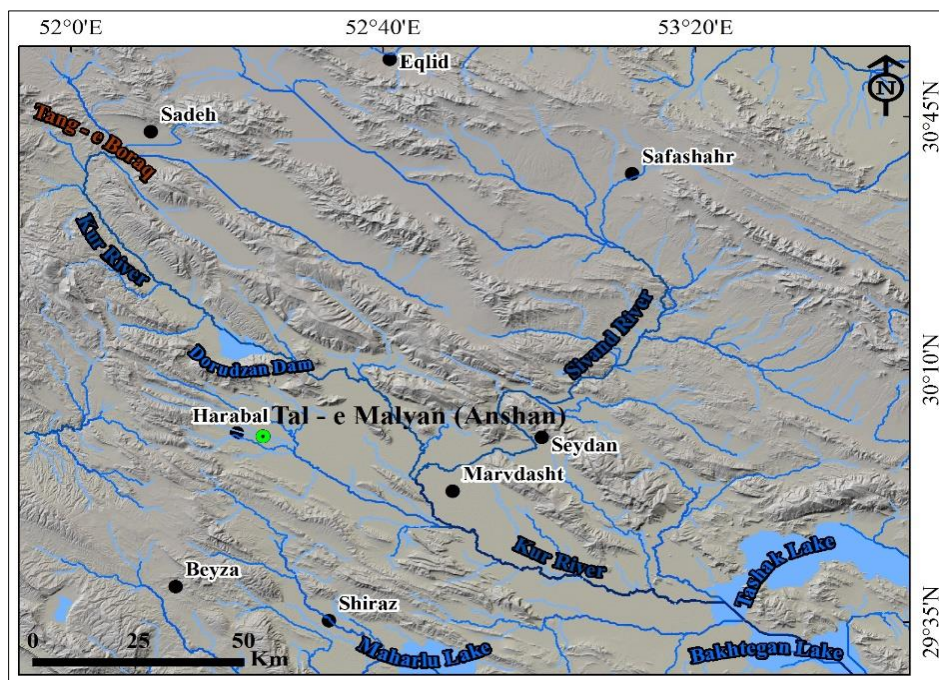 52°0'E 52°40'E 53°20'E
Eqlid
N
30°45'N
Sadeh
Tang - e Boraq
Safashahr
Kur River
Sivand River
Dorudzan Dam
30°10'N
Harabal
Tal - e Malyan (Anshan)
Seydan
Marvdasht
Kur River
Tashak Lake
Beyza
Shiraz
29°35'N
0 25 50
Km
Maharlu Lake
Bakhtegan Lake